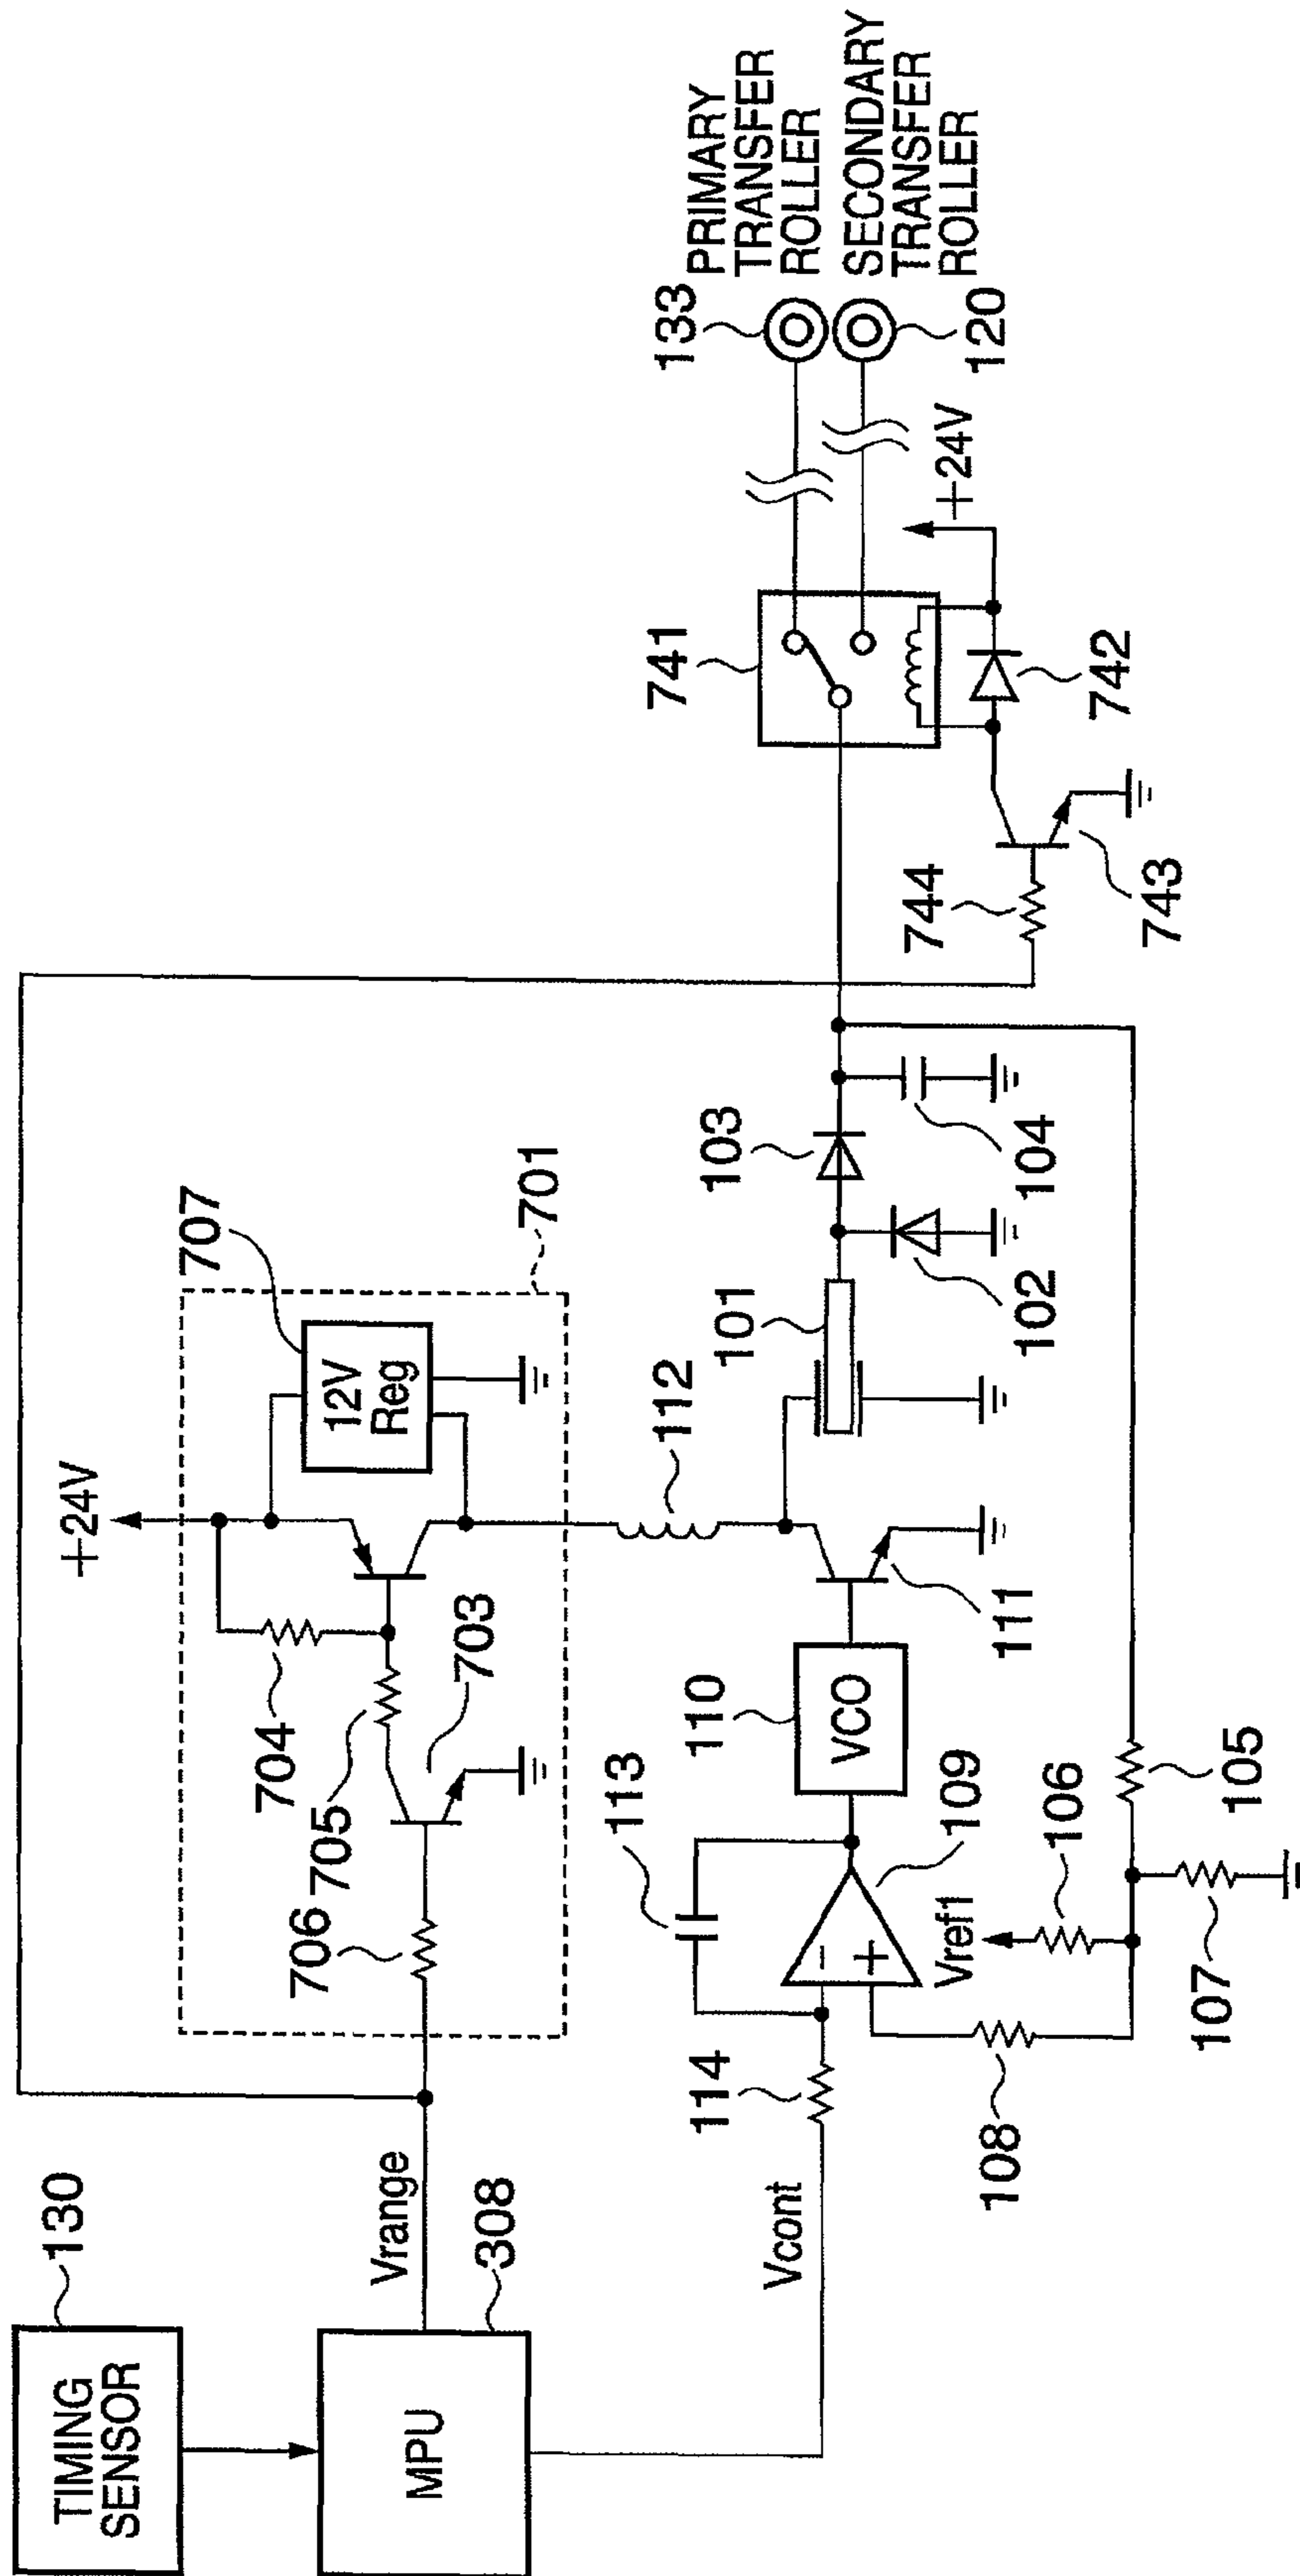 TIMING
SENSOR
130
MPU
308
Vrange
Vcont
+24V
701
707
12V
Reg
704
705
706
703
112
113
114
110
VCO
109
111
101
102
103
104
105
106
107
108
Vref1
−
+
741
742
743
744
+24V
133
PRIMARY
TRANSFER
ROLLER
120
SECONDARY
TRANSFER
ROLLER